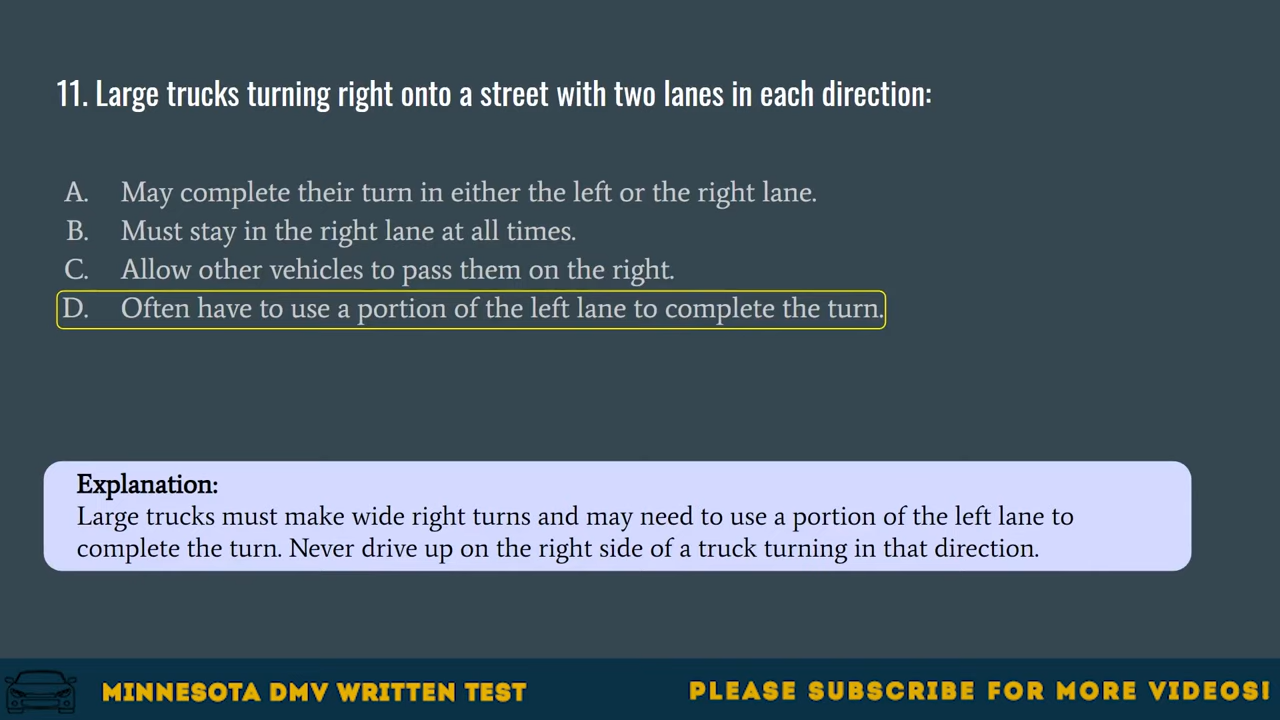 11. Large trucks turning right onto a street with two lanes in each direction:
A. May complete their turn in either the left or the right lane.
B. Must stay in the right lane at all times.
C. Allow other vehicles to pass them on the right.
D. Often have to use a portion of the left lane to complete the turn.
Explanation:
Large trucks must make wide right turns and may need to use a portion of the left lane to
complete the turn. Never drive up on the right side of a truck turning in that direction.
MINNESOTA DMV WRITTEN TEST
PLEASE SUBSCRIBE FOR MORE VIDEOS!